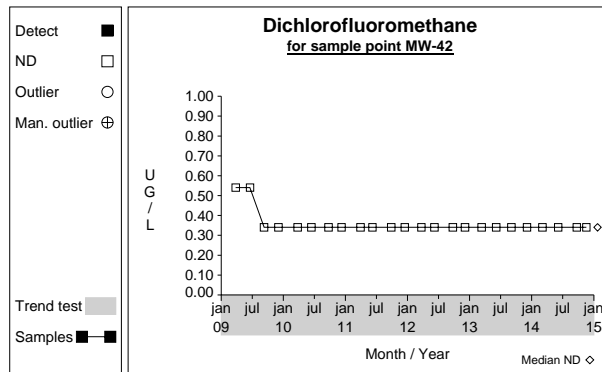 Detect
ND
Outlier
Man. outlier
Trend test
Samples
Dichlorofluoromethane
for sample point MW-42
U
G
/
L
1.00
0.90
0.80
0.70
0.60
0.50
0.40
0.30
0.20
0.10
0.00
jan jul jan jul jan jul jan jul jan jul jan jul jan
09 10 11 12 13 14 15
Month / Year
Median ND